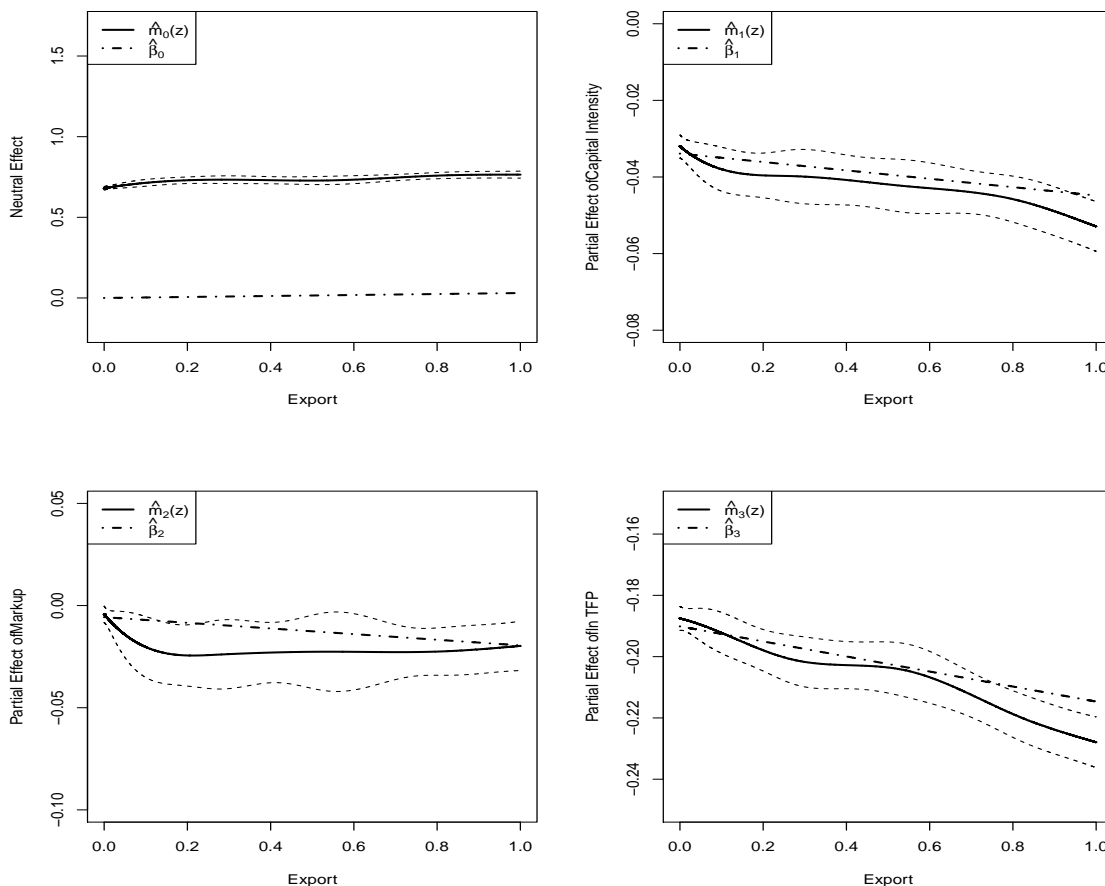 m̂₀(z)
β̂₀
Neutral Effect
1.5
1.0
0.5
0.0
0.0 0.2 0.4 0.6 0.8 1.0
Export
m̂₁(z)
β̂₁
Partial Effect ofCapital Intensity
0.00
−0.02
−0.04
−0.06
−0.08
0.0 0.2 0.4 0.6 0.8 1.0
Export
m̂₂(z)
β̂₂
Partial Effect ofMarkup
0.05
0.00
−0.05
−0.10
0.0 0.2 0.4 0.6 0.8 1.0
Export
m̂₃(z)
β̂₃
Partial Effect ofln TFP
−0.16
−0.18
−0.20
−0.22
−0.24
0.0 0.2 0.4 0.6 0.8 1.0
Export